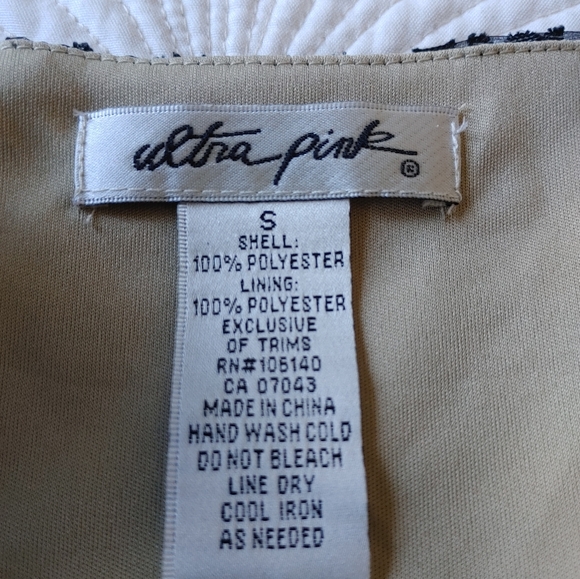 ultra pink ®
S
SHELL:
100% POLYESTER
LINING:
100% POLYESTER
EXCLUSIVE
OF TRIMS
RN#106140
CA 07043
MADE IN CHINA
HAND WASH COLD
DO NOT BLEACH
LINE DRY
COOL IRON
AS NEEDED